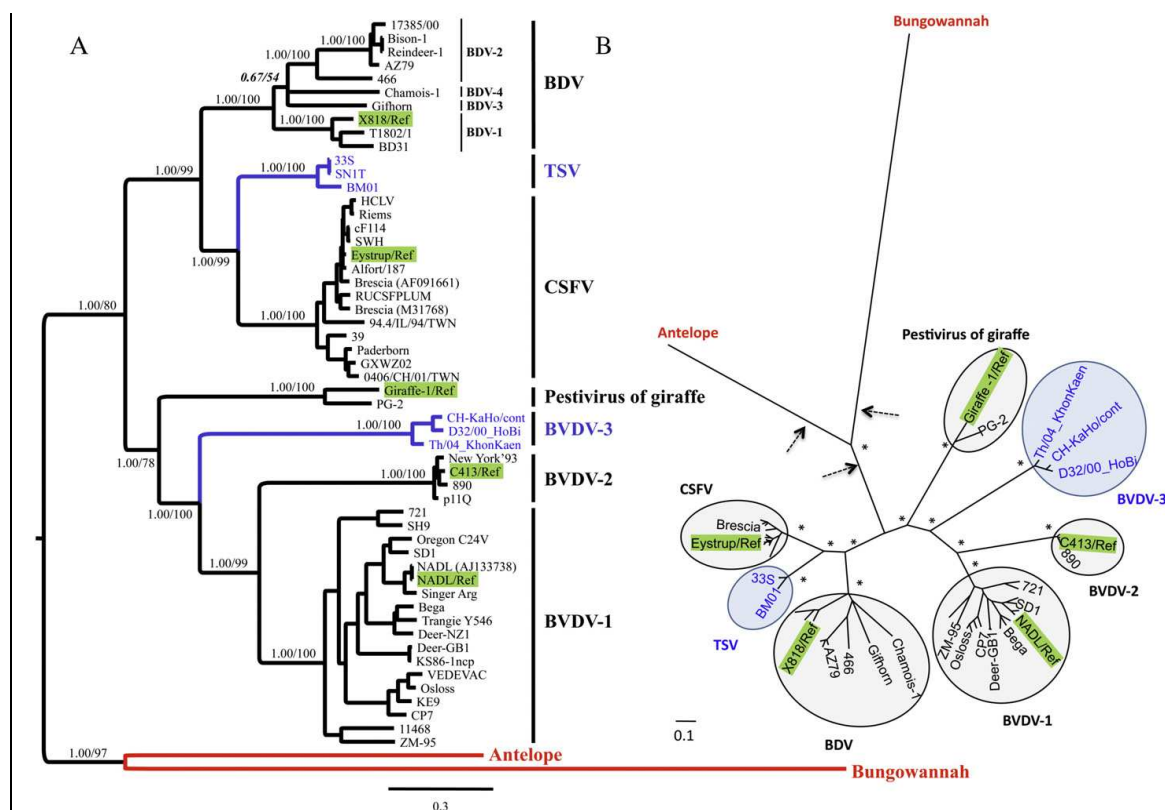 A
1.00/100
17385/00
Bison-1
Reindeer-1
AZ79
1.00/100
466
BDV-2
0.67/54
Chamois-1
BDV-4
Gifhorn
BDV-3
1.00/100
1.00/100
X818/Ref
T1802/1
BD31
BDV-1
BDV
1.00/99
1.00/100
33S
SN1T
BM01
TSV
1.00/99
HCLV
Riems
cF114
SWH
Eystrup/Ref
Alfort/187
Brescia (AF091661)
RUCSFPLUM
Brescia (M31768)
94.4/IL/94/TWN
1.00/100
39
Paderborn
GXWZ02
0406/CH/01/TWN
CSFV
1.00/80
1.00/100
Giraffe-1/Ref
PG-2
Pestivirus of giraffe
1.00/78
1.00/100
CH-KaHo/cont
D32/00_HoBi
Th/04_KhonKaen
BVDV-3
1.00/100
1.00/100
New York'93
C413/Ref
890
p11Q
BVDV-2
1.00/99
721
SH9
Oregon C24V
SD1
NADL (AJ133738)
NADL/Ref
Singer Arg
Bega
Trangie Y546
Deer-NZ1
Deer-GB1
KS86-1ncp
VEDEVAC
Osloss
KE9
CP7
11468
ZM-95
1.00/100
BVDV-1
1.00/97
Antelope
Bungowannah
0.3
B
Bungowannah
Antelope
Pestivirus of giraffe
Giraffe -1/Ref
PG-2
*
*
*
*
*
*
*
*
*
*
*
*
*
Th/04_KhonKaen
CH-KaHo/cont
D32/00_HoBi
BVDV-3
C413/Ref
890
BVDV-2
721
SD1
NADL/Ref
Bega
Deer-GB1
CP7
Osloss
ZM-95
BVDV-1
Chamois-1
Gifhorn
466
AZ79
X818/Ref
BDV
33S
BM01
TSV
CSFV
Brescia
Eystrup/Ref
0.1